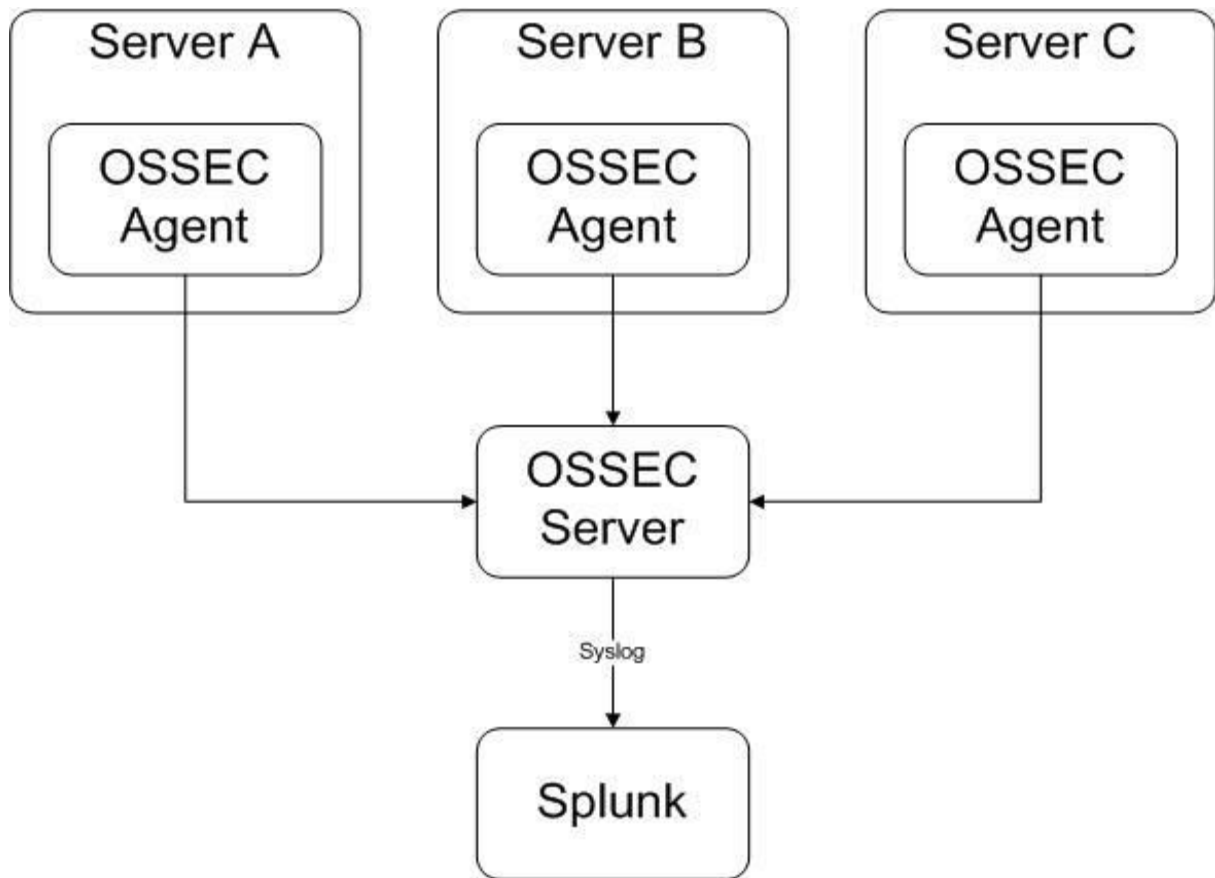 Server A
Server B
Server C
OSSEC
Agent
OSSEC
Agent
OSSEC
Agent
OSSEC
Server
Syslog
Splunk